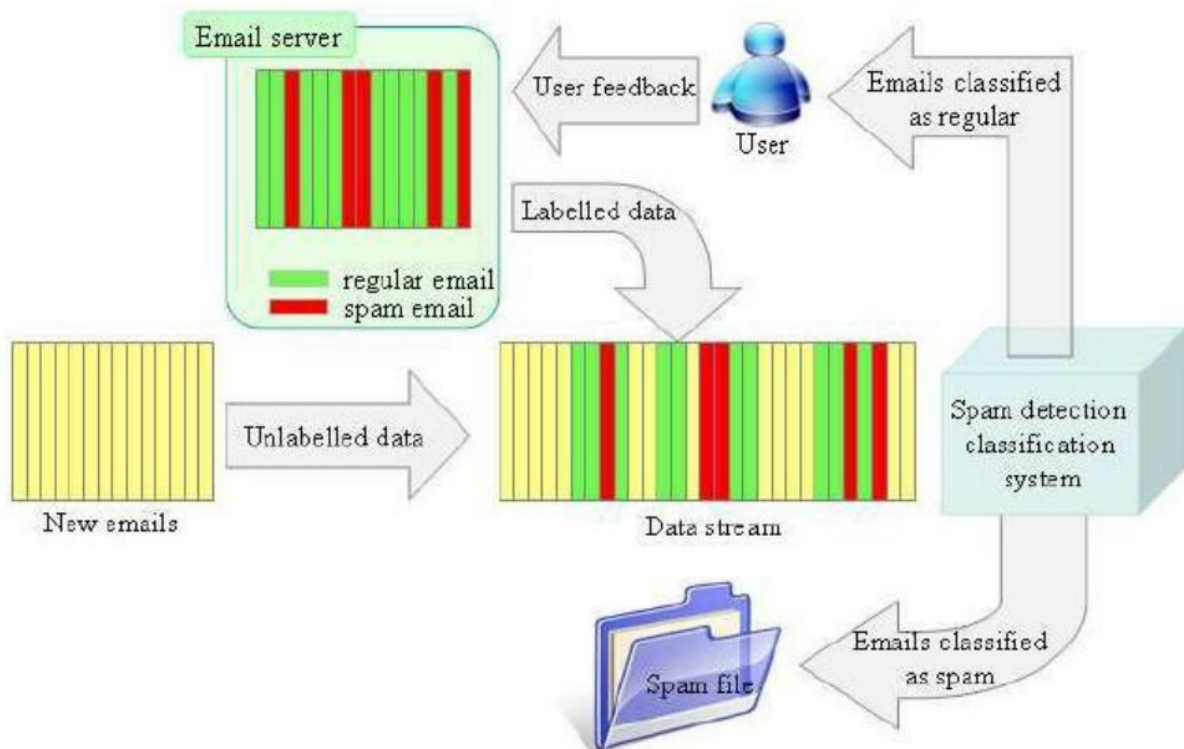 Email server
User feedback
User
Emails classified
as regular
Labelled data
regular email
spam email
New emails
Unlabelled data
Data stream
Spam detection
classification
system
Spam file
Emails classified
as spam